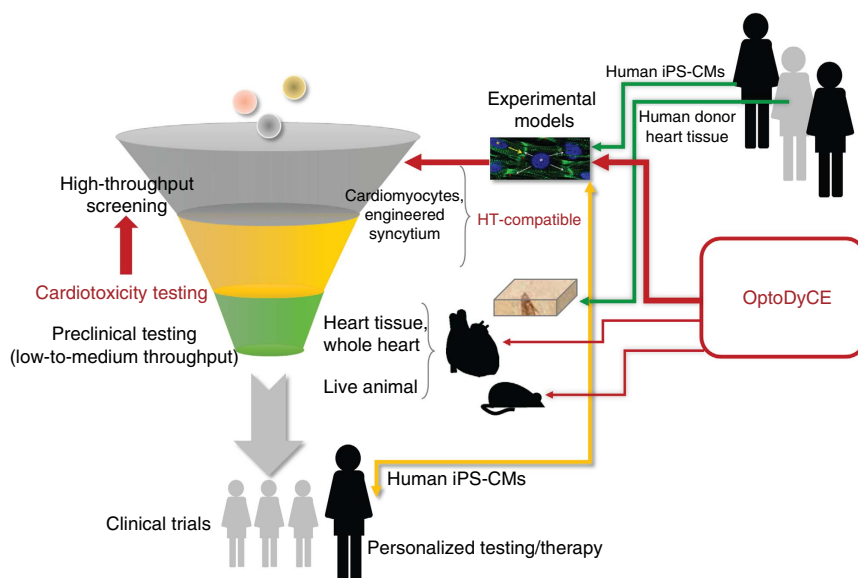 Human iPS-CMs
Human donor
heart tissue
Experimental
models
High-throughput
screening
Cardiomyocytes,
engineered
syncytium
HT-compatible
Cardiotoxicity testing
OptoDyCE
Preclinical testing
(low-to-medium throughput)
Heart tissue,
whole heart
Live animal
Human iPS-CMs
Clinical trials
Personalized testing/therapy